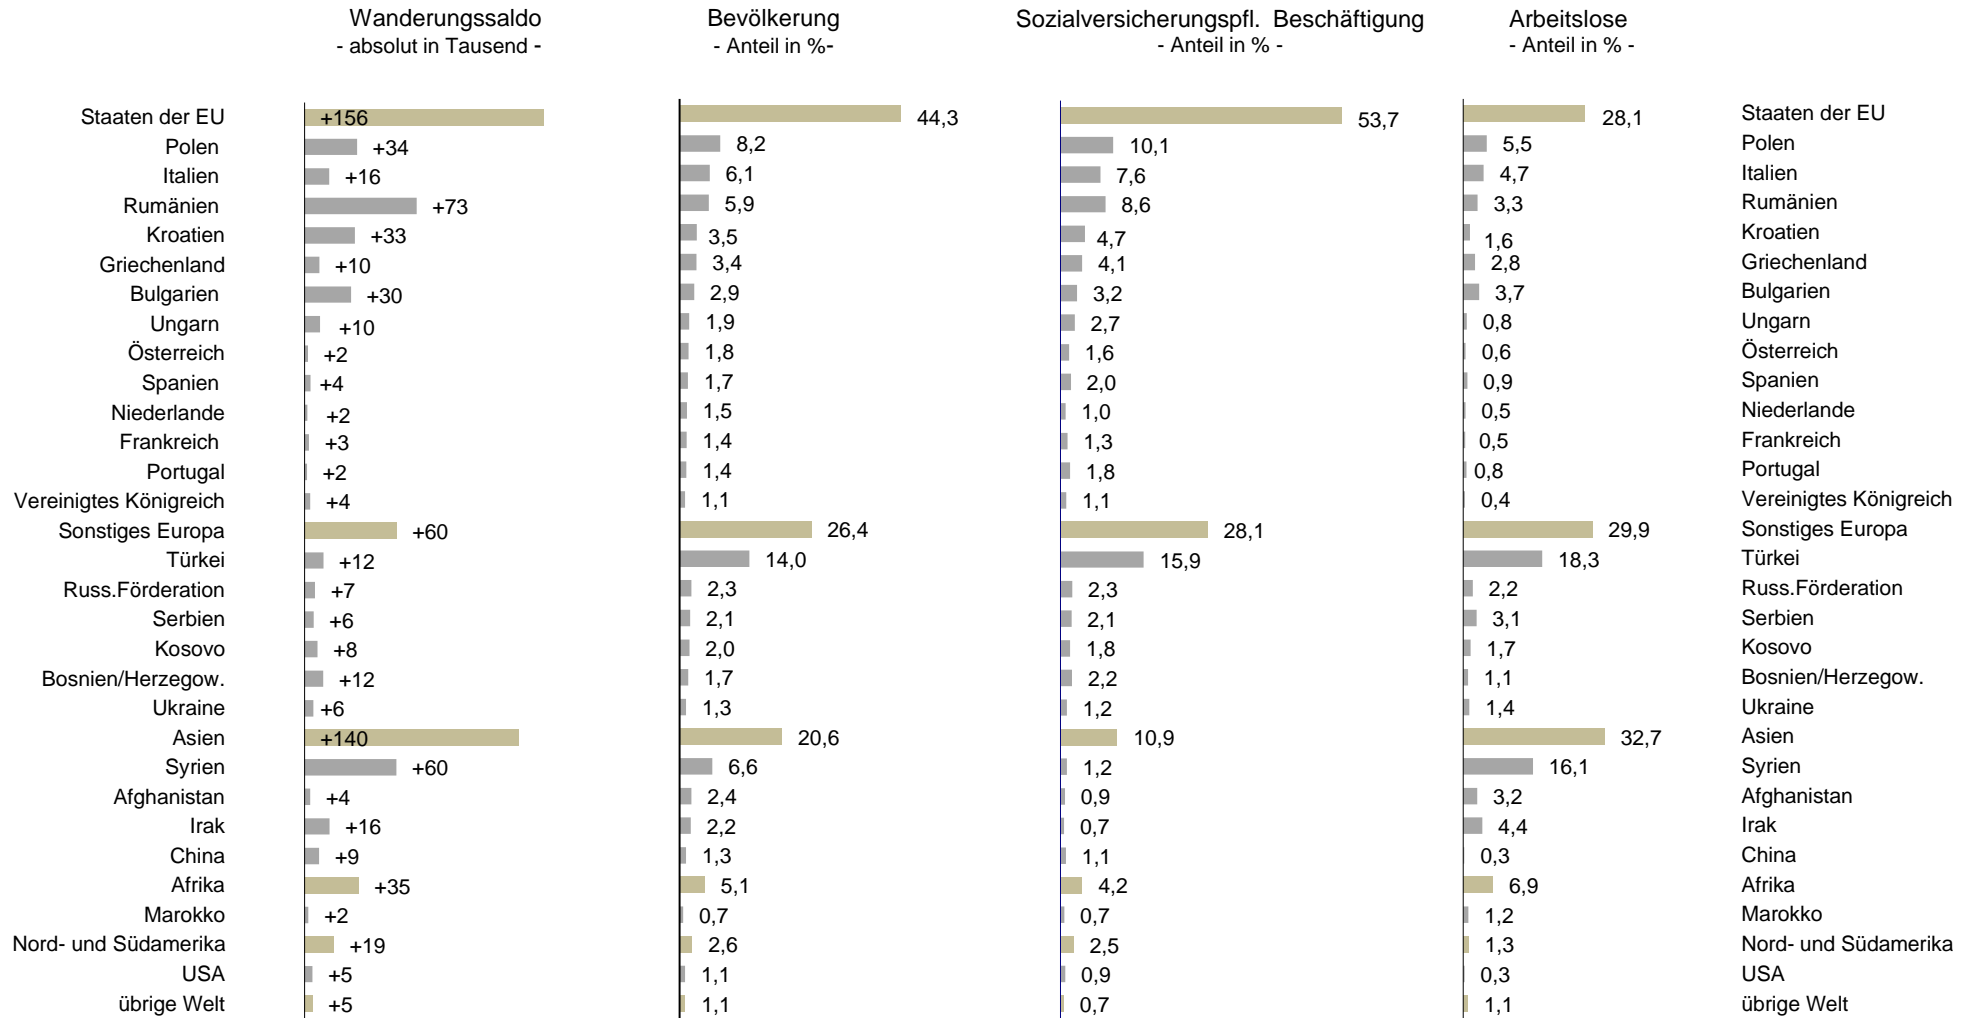 Wanderungssaldo Bevölkerung Sozialversicherungspfl. Beschäftigung Arbeitslose
- absolut in Tausend - - Anteil in %- - Anteil in % - - Anteil in % -
Staaten der EU +156 44,3 53,7 28,1 Staaten der EU
Polen +34 8,2 10,1 5,5 Polen
Italien +16 6,1 7,6 4,7 Italien
Rumänien +73 5,9 8,6 3,3 Rumänien
Kroatien +33 3,5 4,7 1,6 Kroatien
Griechenland +10 3,4 4,1 2,8 Griechenland
Bulgarien +30 2,9 3,2 3,7 Bulgarien
Ungarn +10 1,9 2,7 0,8 Ungarn
Österreich +2 1,8 1,6 0,6 Österreich
Spanien +4 1,7 2,0 0,9 Spanien
Niederlande +2 1,5 1,0 0,5 Niederlande
Frankreich +3 1,4 1,3 0,5 Frankreich
Portugal +2 1,4 1,8 0,8 Portugal
Vereinigtes Königreich +4 1,1 1,1 0,4 Vereinigtes Königreich
Sonstiges Europa +60 26,4 28,1 29,9 Sonstiges Europa
Türkei +12 14,0 15,9 18,3 Türkei
Russ.Förderation +7 2,3 2,3 2,2 Russ.Förderation
Serbien +6 2,1 2,1 3,1 Serbien
Kosovo +8 2,0 1,8 1,7 Kosovo
Bosnien/Herzegow. +12 1,7 2,2 1,1 Bosnien/Herzegow.
Ukraine +6 1,3 1,2 1,4 Ukraine
Asien +140 20,6 10,9 32,7 Asien
Syrien +60 6,6 1,2 16,1 Syrien
Afghanistan +4 2,4 0,9 3,2 Afghanistan
Irak +16 2,2 0,7 4,4 Irak
China +9 1,3 1,1 0,3 China
Afrika +35 5,1 4,2 6,9 Afrika
Marokko +2 0,7 0,7 1,2 Marokko
Nord- und Südamerika +19 2,6 2,5 1,3 Nord- und Südamerika
USA +5 1,1 0,9 0,3 USA
übrige Welt +5 1,1 0,7 1,1 übrige Welt